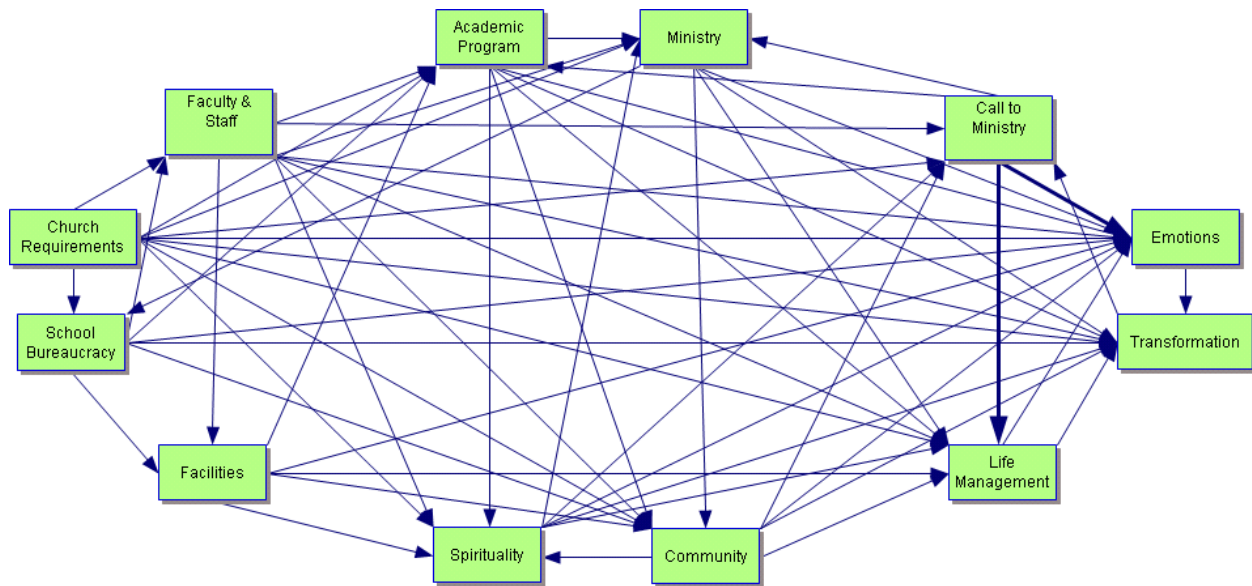 Academic
Program
Ministry
Faculty &
Staff
Call to
Ministry
Church
Requirements
Emotions
School
Bureaucracy
Transformation
Facilities
Life
Management
Spirituality
Community